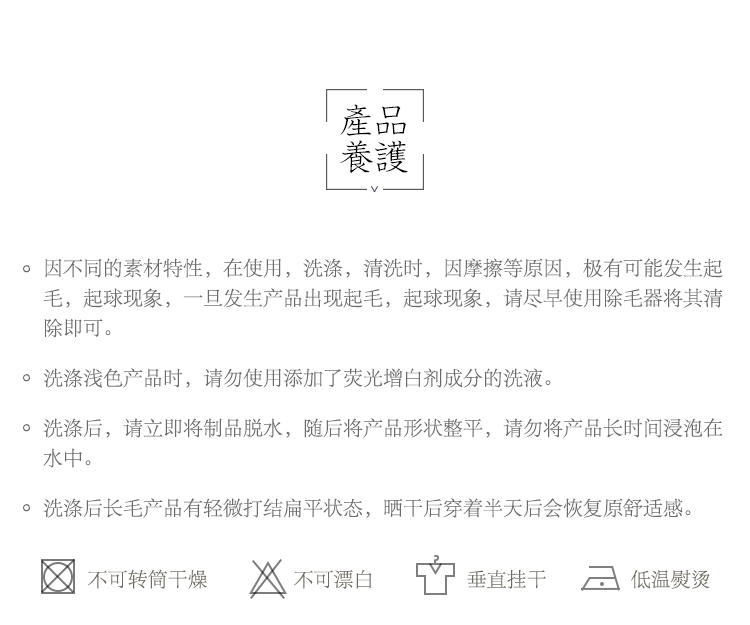 產品
養護
因不同的素材特性，在使用，洗涤，清洗时，因摩擦等原因，极有可能发生起
毛，起球现象，一旦发生产品出现起毛，起球现象，请尽早使用除毛器将其清
除即可。
洗涤浅色产品时，请勿使用添加了荧光增白剂成分的洗液。
洗涤后，请立即将制品脱水，随后将产品形状整平，请勿将产品长时间浸泡在
水中。
洗涤后长毛产品有轻微打结扁平状态，晒干后穿着半天后会恢复原舒适感。
不可转筒干燥 不可漂白 垂直挂干 低温熨烫